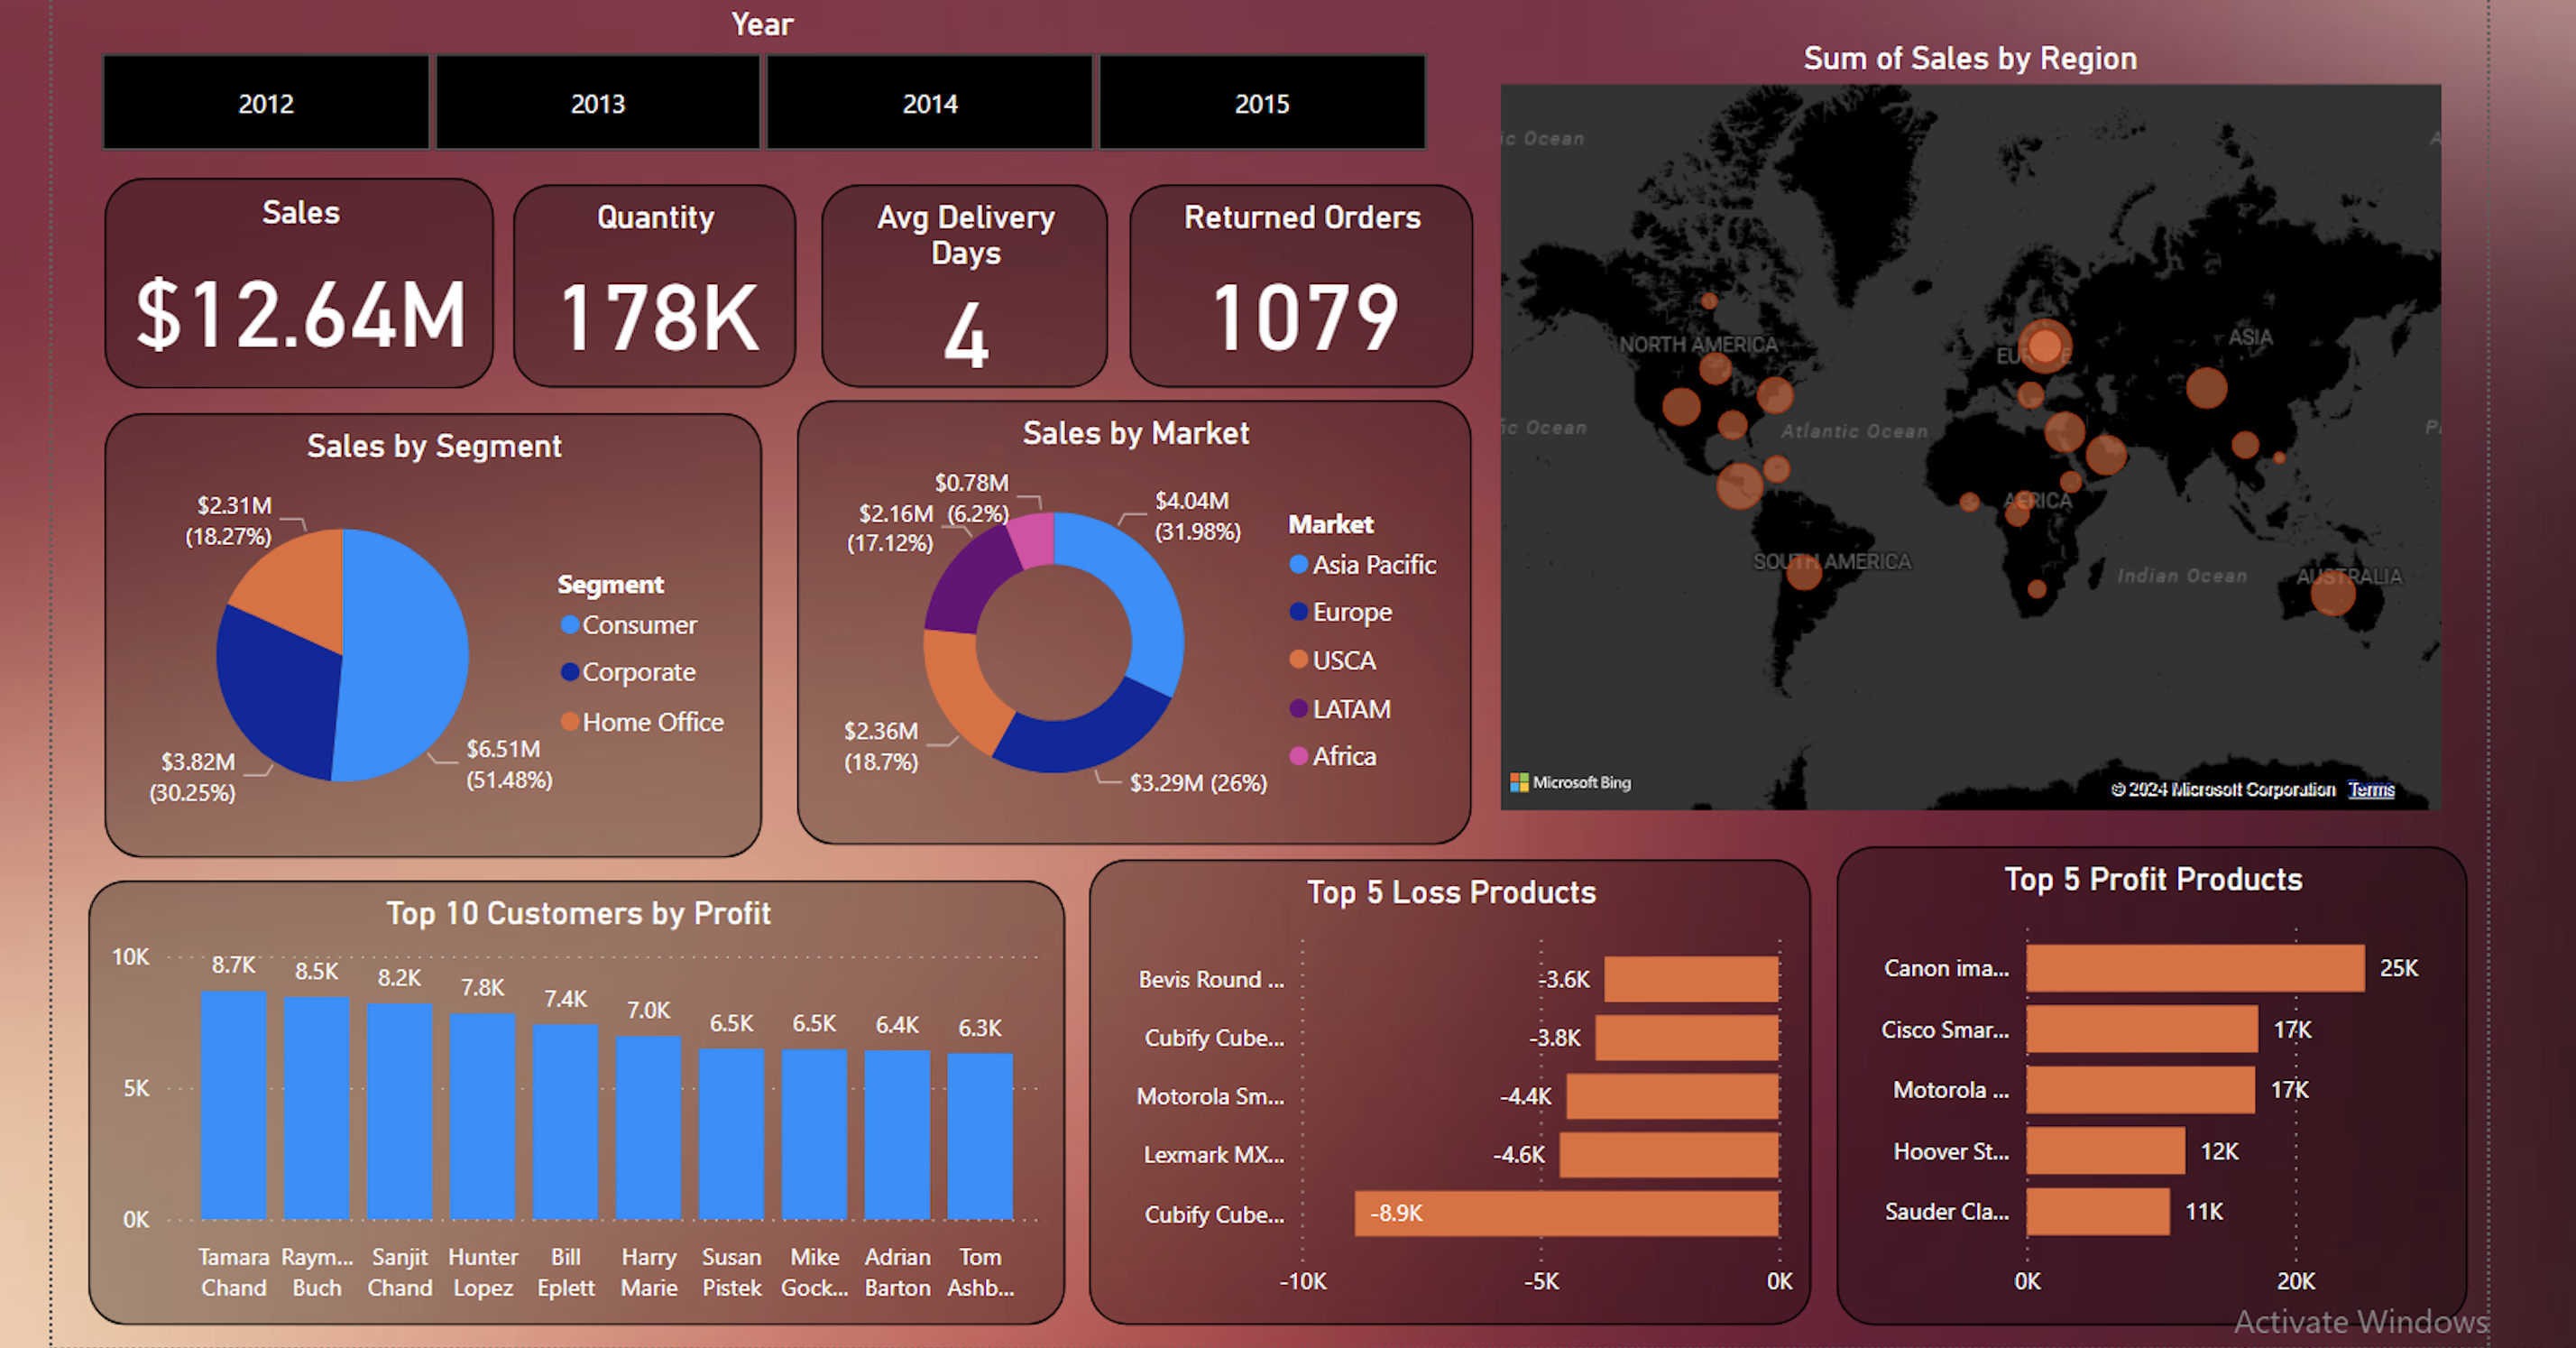 Year
2012
2013
2014
2015
Sales
$12.64M
Quantity
178K
Avg Delivery
Days
4
Returned Orders
1079
Sum of Sales by Region
ic Ocean
A
NORTH AMERICA
EUROPE
ASIA
ic Ocean
Atlantic Ocean
P
AFRICA
SOUTH AMERICA
Indian Ocean
AUSTRALIA
Microsoft Bing
© 2024 Microsoft Corporation Terms
Sales by Segment
$2.31M
(18.27%)
$3.82M
(30.25%)
$6.51M
(51.48%)
Segment
Consumer
Corporate
Home Office
Sales by Market
$0.78M
(6.2%)
$2.16M
(17.12%)
$4.04M
(31.98%)
$2.36M
(18.7%)
$3.29M (26%)
Market
Asia Pacific
Europe
USCA
LATAM
Africa
Top 10 Customers by Profit
10K
5K
0K
8.7K
8.5K
8.2K
7.8K
7.4K
7.0K
6.5K
6.5K
6.4K
6.3K
Tamara
Chand
Raym...
Buch
Sanjit
Chand
Hunter
Lopez
Bill
Eplett
Harry
Marie
Susan
Pistek
Mike
Gock...
Adrian
Barton
Tom
Ashb...
Top 5 Loss Products
Bevis Round ...
-3.6K
Cubify Cube...
-3.8K
Motorola Sm...
-4.4K
Lexmark MX...
-4.6K
Cubify Cube...
-8.9K
-10K
-5K
0K
Top 5 Profit Products
Canon ima...
25K
Cisco Smar...
17K
Motorola ...
17K
Hoover St...
12K
Sauder Cla...
11K
0K
20K
Activate Windows